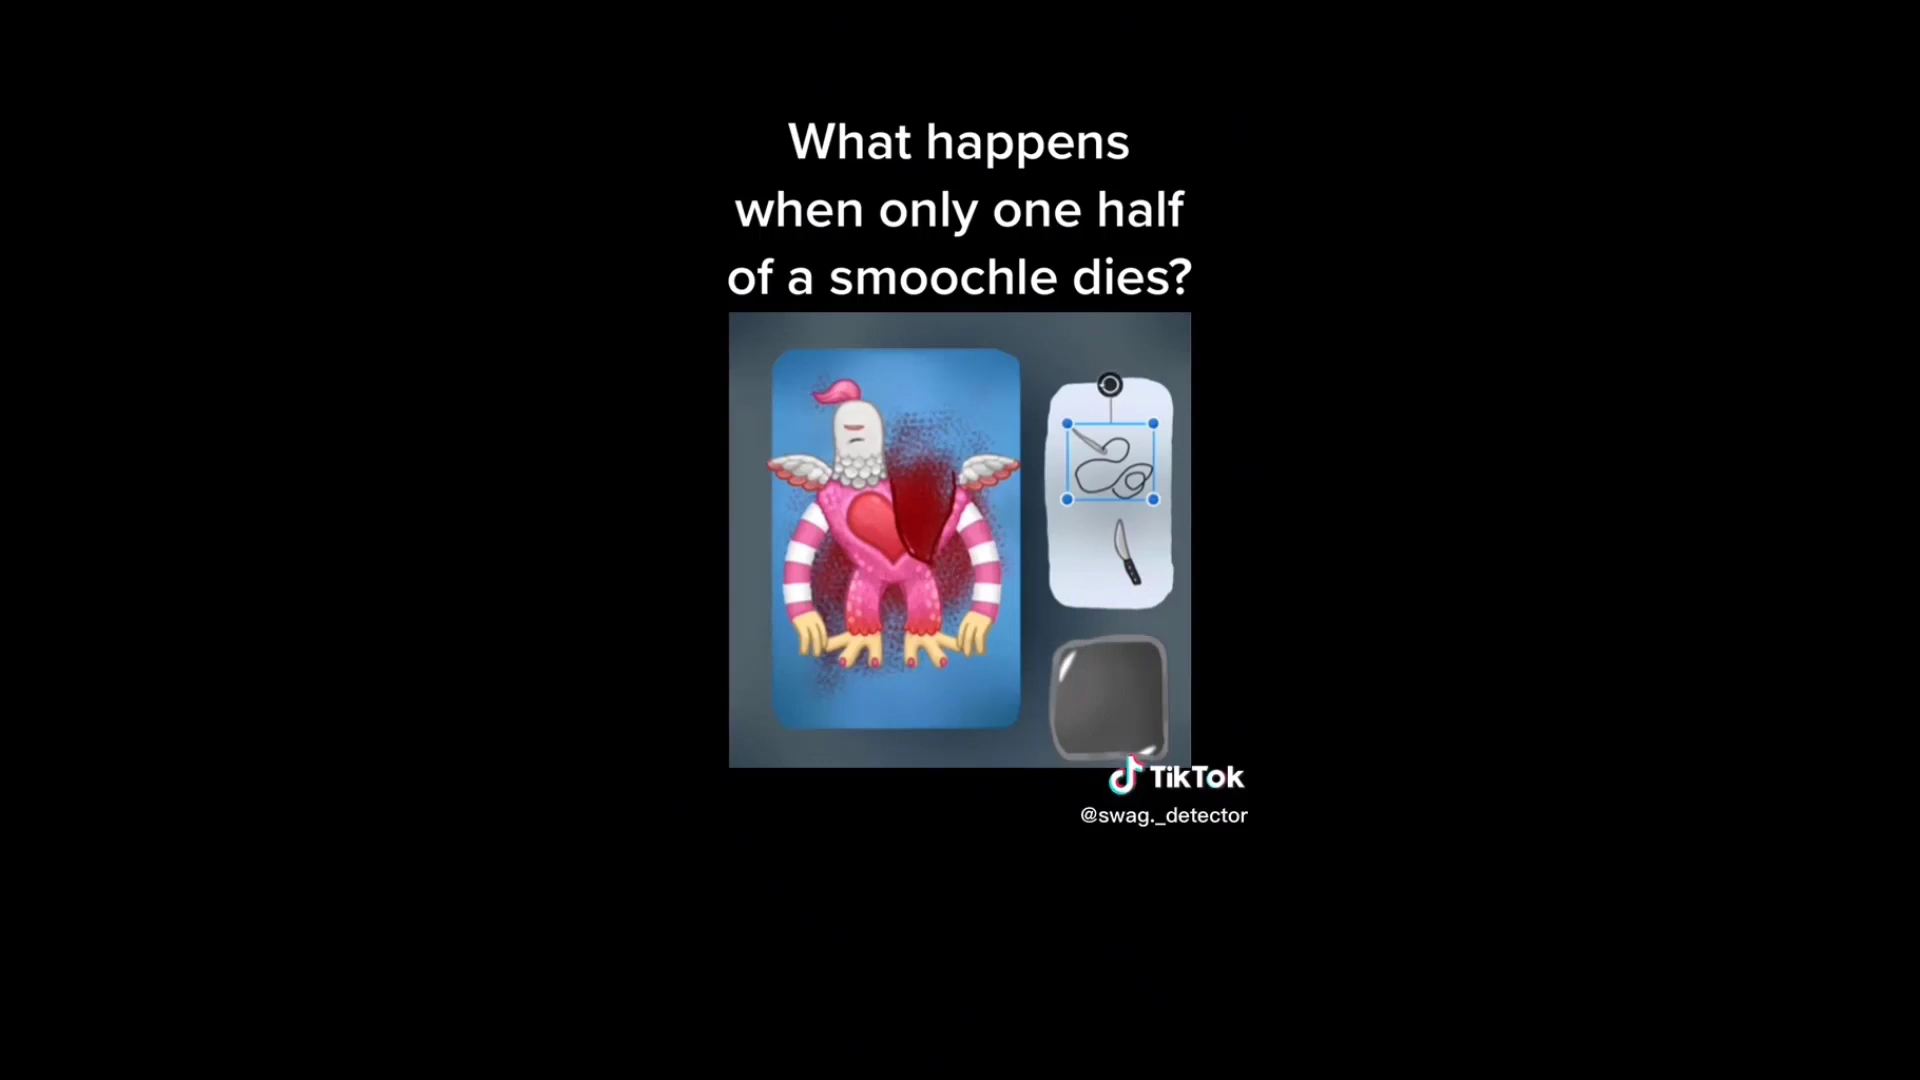 What happens
when only one half
of a smoochle dies?
TikTok
@swag._detector